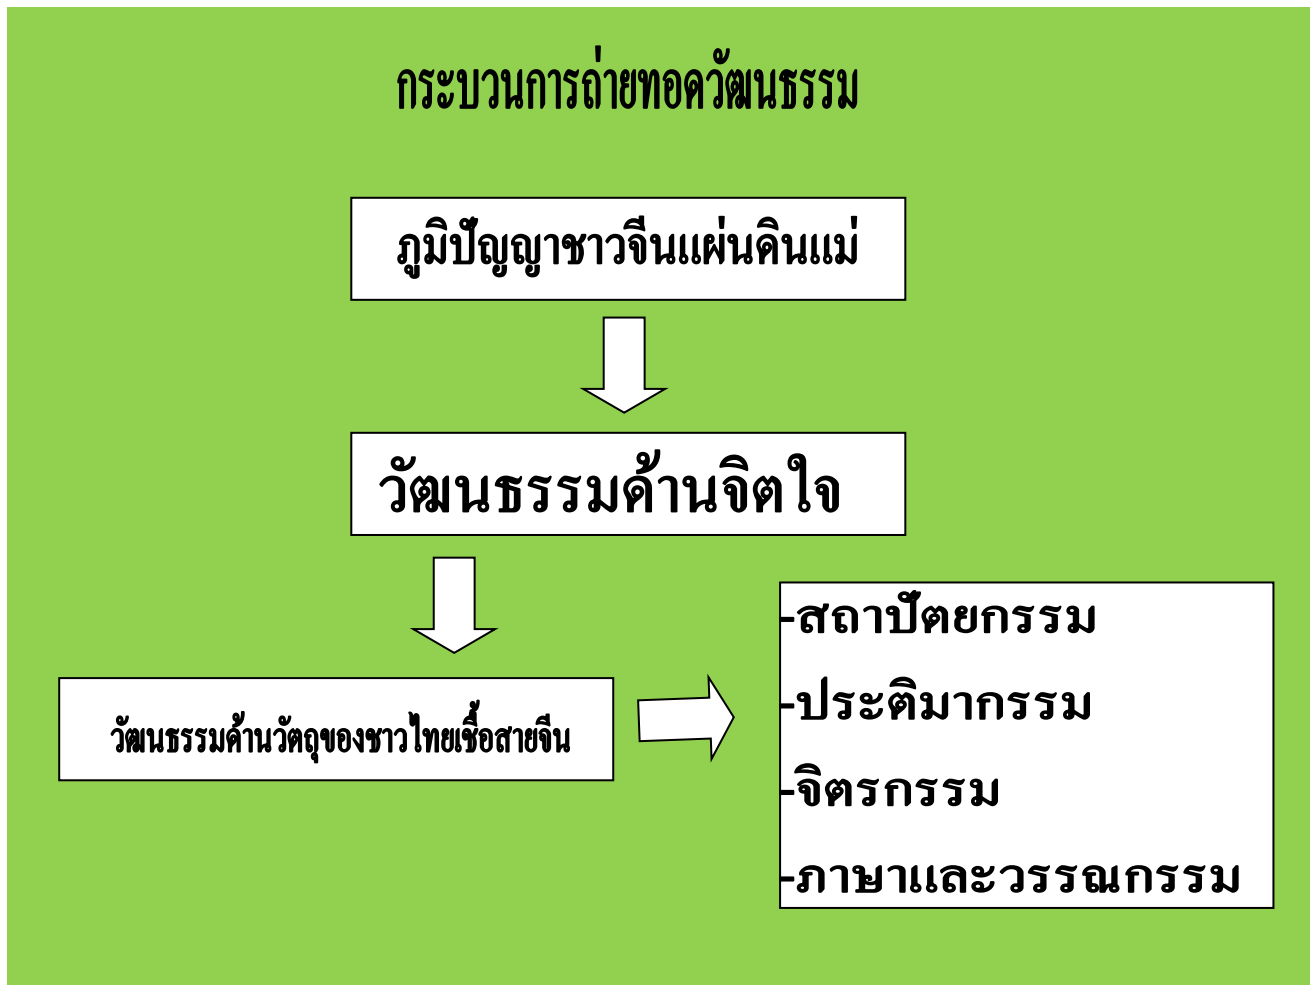 กระบวนการถ่ายทอดวัฒนธรรม
ภูมิปัญญาชาวจีนแผ่นดินแม่
วัฒนธรรมด้านจิตใจ
วัฒนธรรมด้านวัตถุของชาวไทยเชื้อสายจีน
-สถาปัตยกรรม
-ประติมากรรม
-จิตรกรรม
-ภาษาและวรรณกรรม